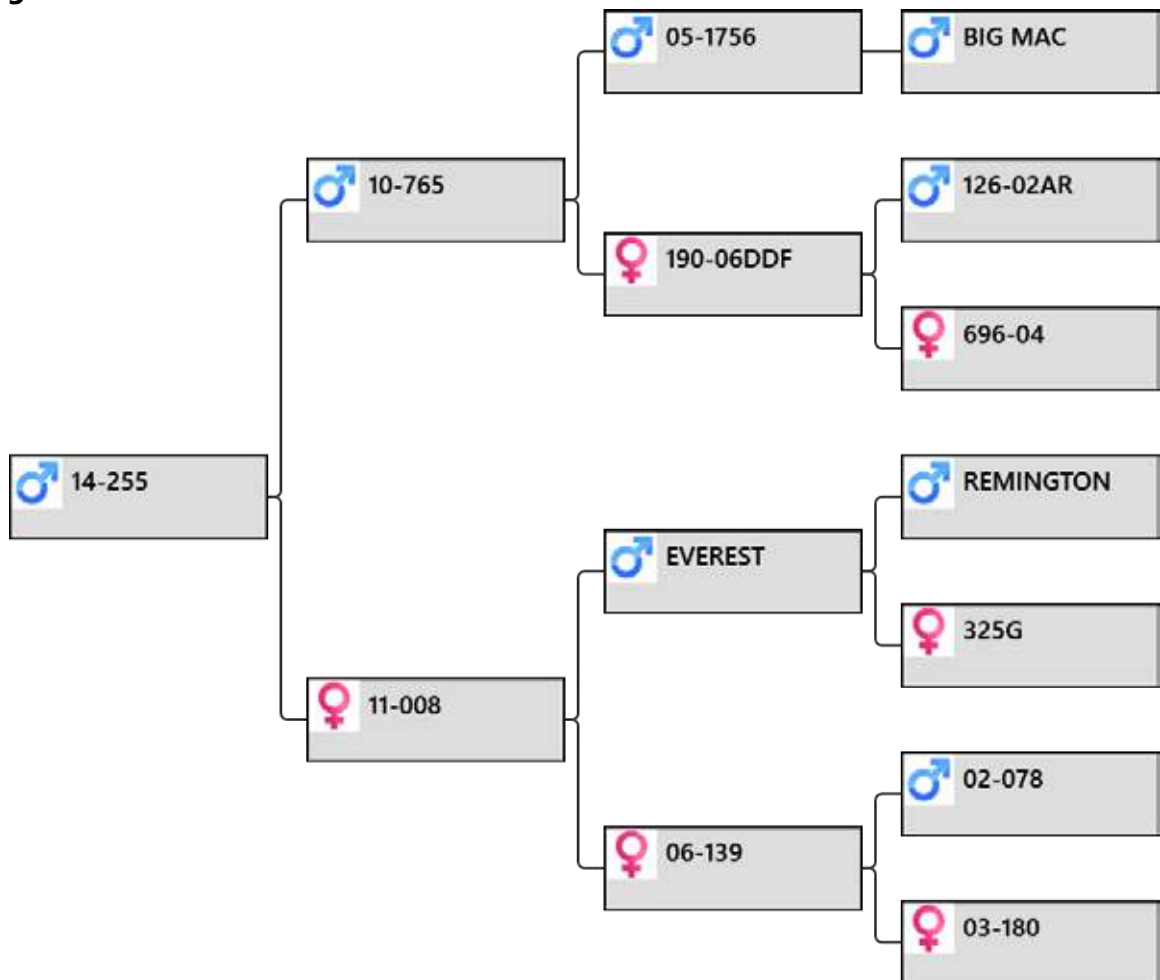 05-1756
BIG MAC
10-765
126-02AR
190-06DDF
696-04
14-255
REMINGTON
EVEREST
325G
11-008
02-078
06-139
03-180